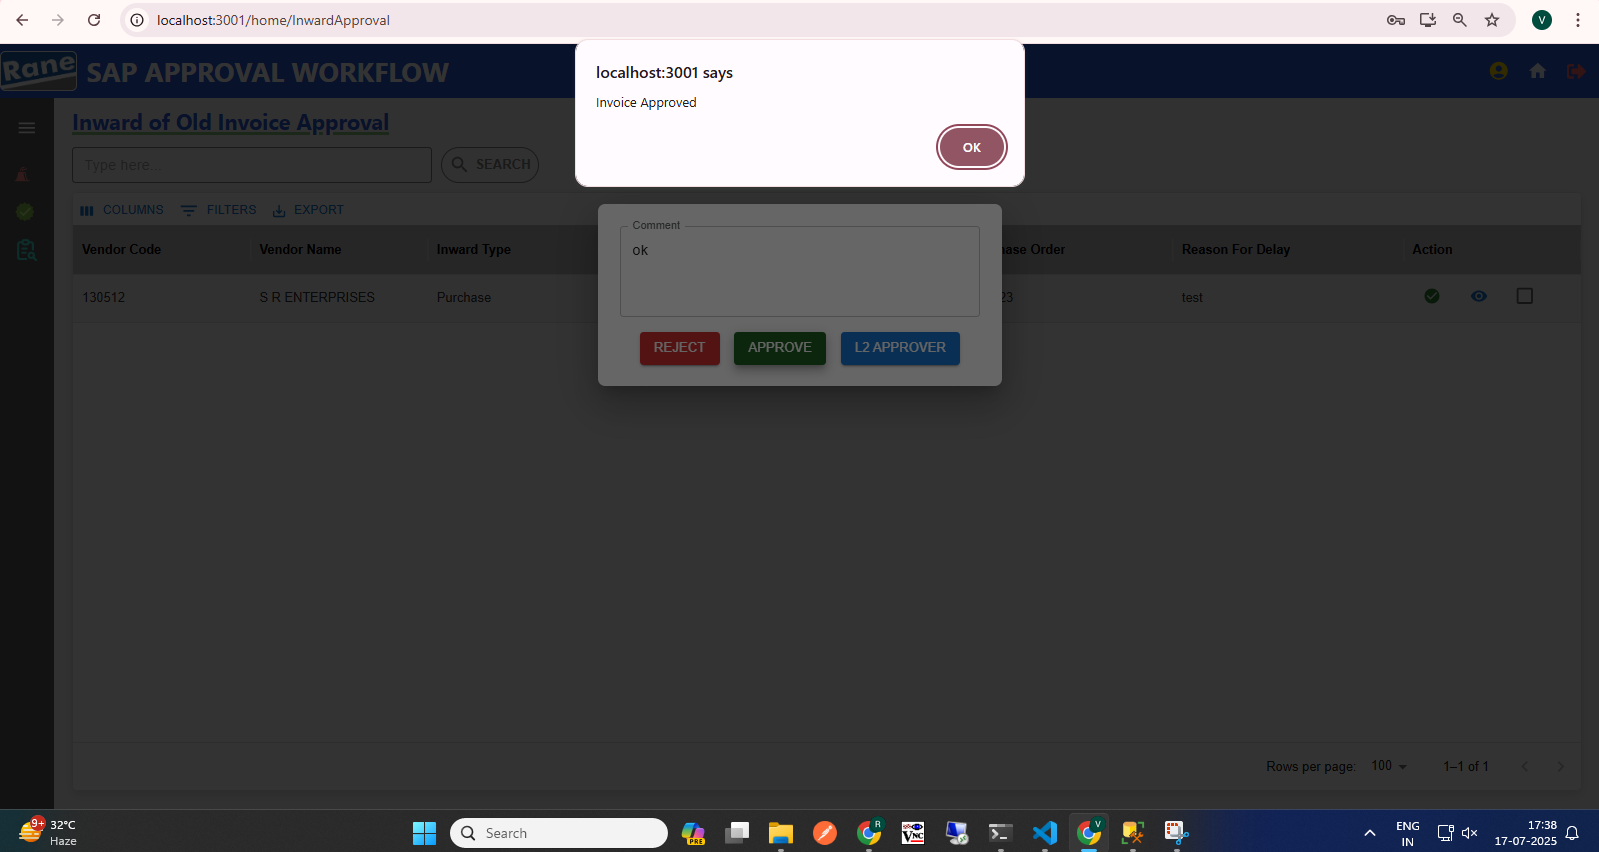 localhost:3001/home/InwardApproval
V
Rane
SAP APPROVAL WORKFLOW
localhost:3001 says
Invoice Approved
OK
Inward of Old Invoice Approval
Type here...
SEARCH
COLUMNS
FILTERS
EXPORT
Vendor Code
Vendor Name
Inward Type
Order
Reason For Delay
Action
130512
S R ENTERPRISES
Purchase
test
Comment
ok
REJECT
APPROVE
L2 APPROVER
Rows per page:
100
1–1 of 1
9+
32°C
Haze
Search
PRE
R
VNC
V
ENG
IN
17:38
17-07-2025